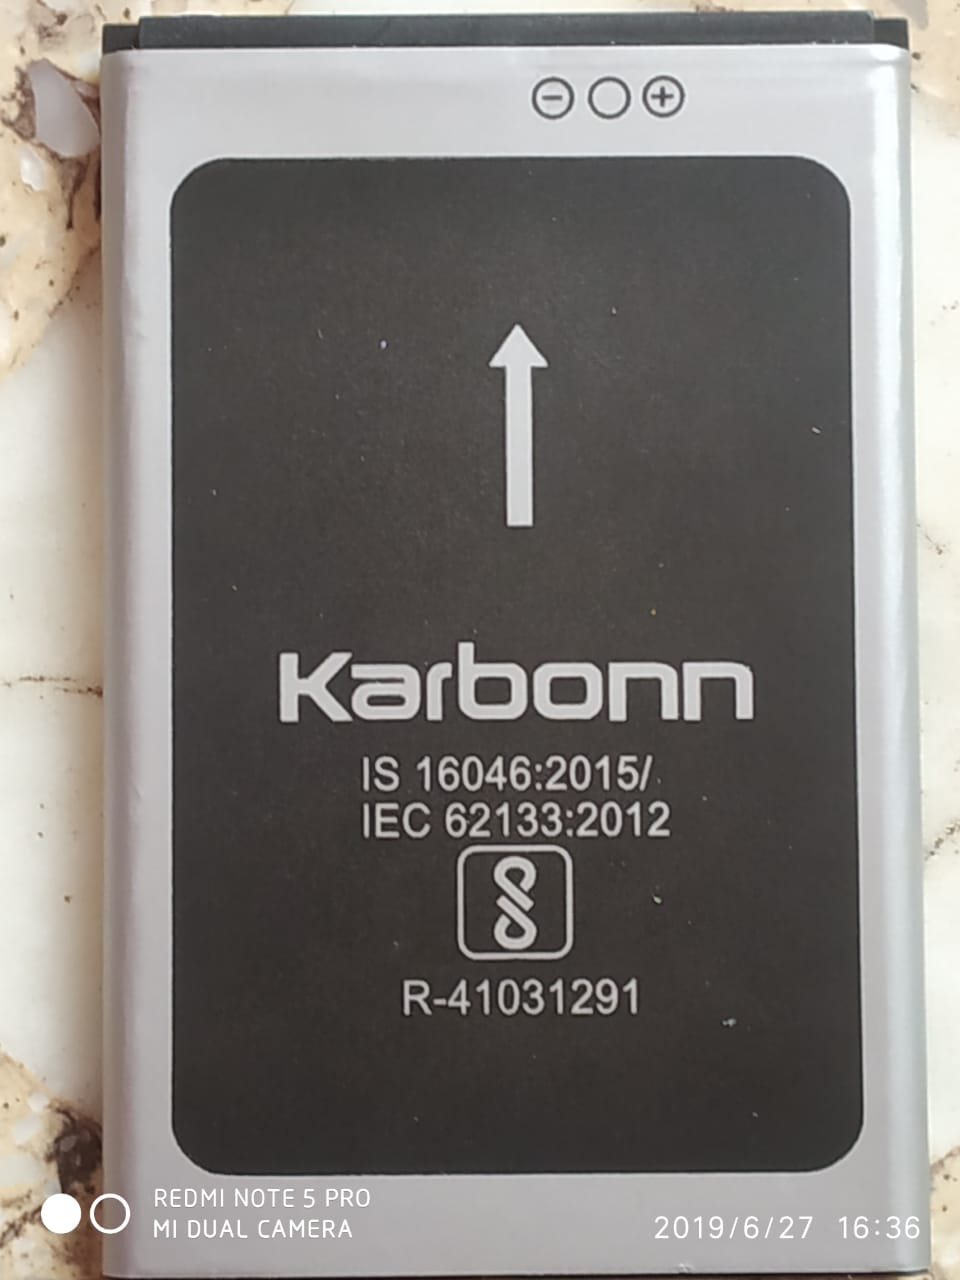 Karbonn
IS 16046:2015/
IEC 62133:2012
R-41031291
REDMI NOTE 5 PRO
MI DUAL CAMERA
2019/6/27 16:36